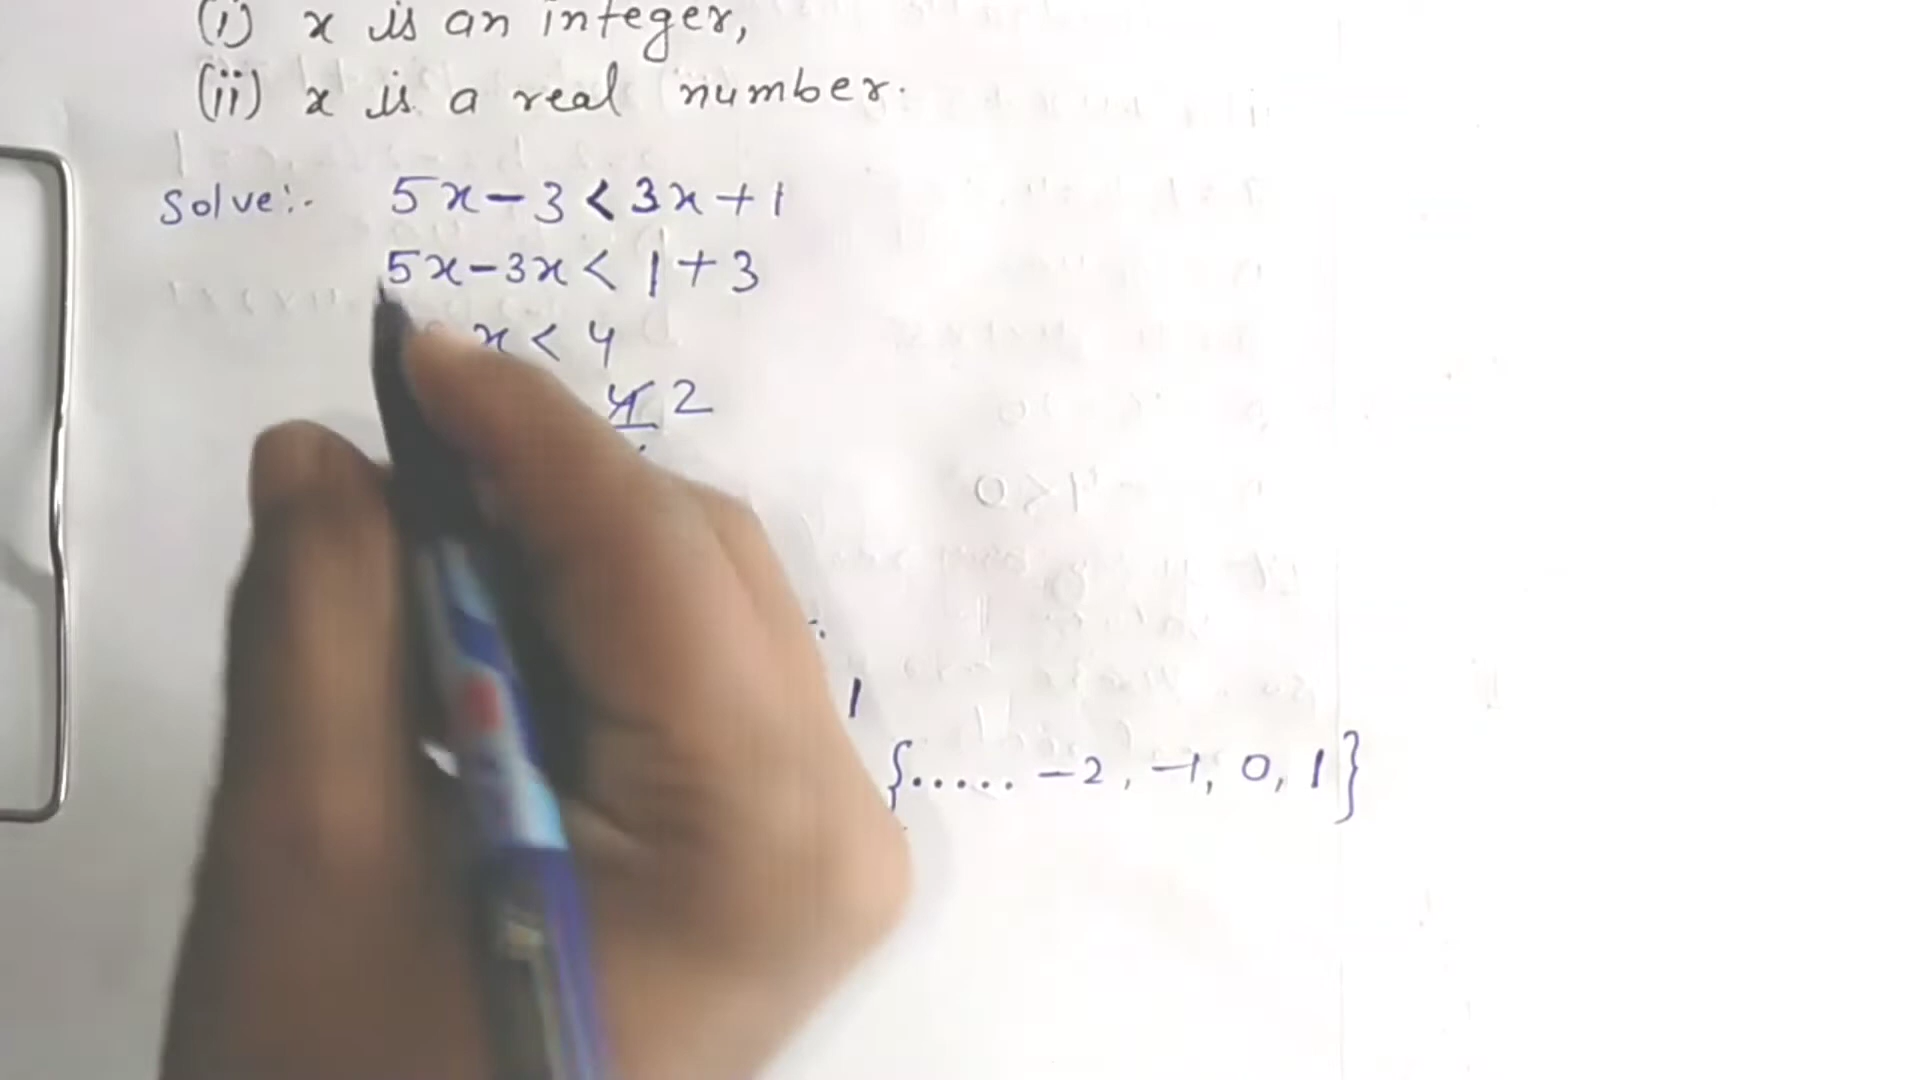 (i) x is an integer,
(ii) x is a real number.
Solve:- 5x-3<3x+1
5x-3x< 1+3
x < 4
4 2
1
{..... -2, -1, 0, 1}